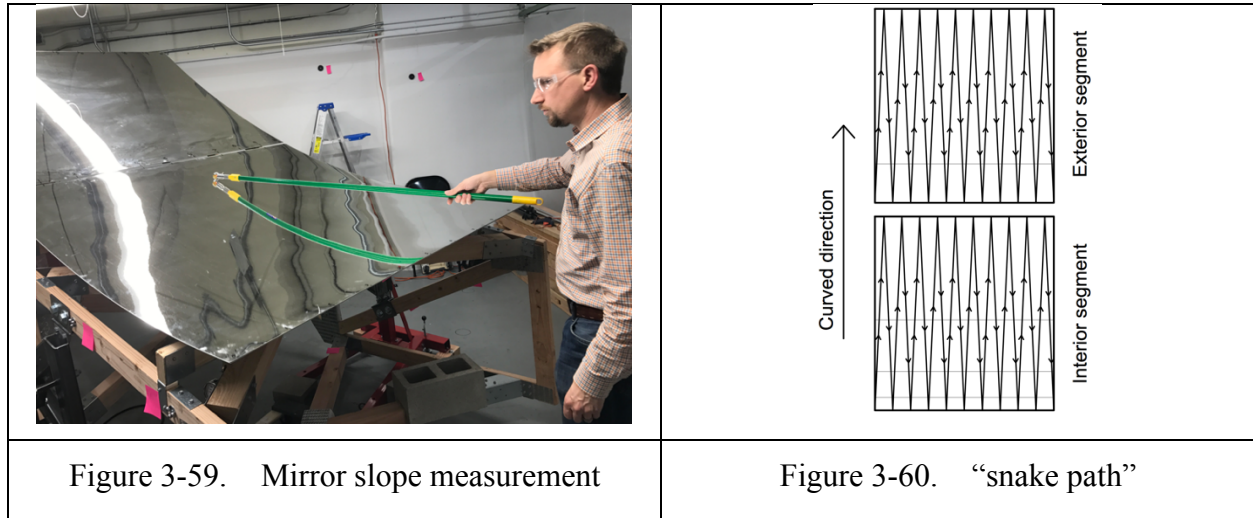 Curved direction
Exterior segment
Interior segment
Figure 3-59. Mirror slope measurement
Figure 3-60. “snake path”